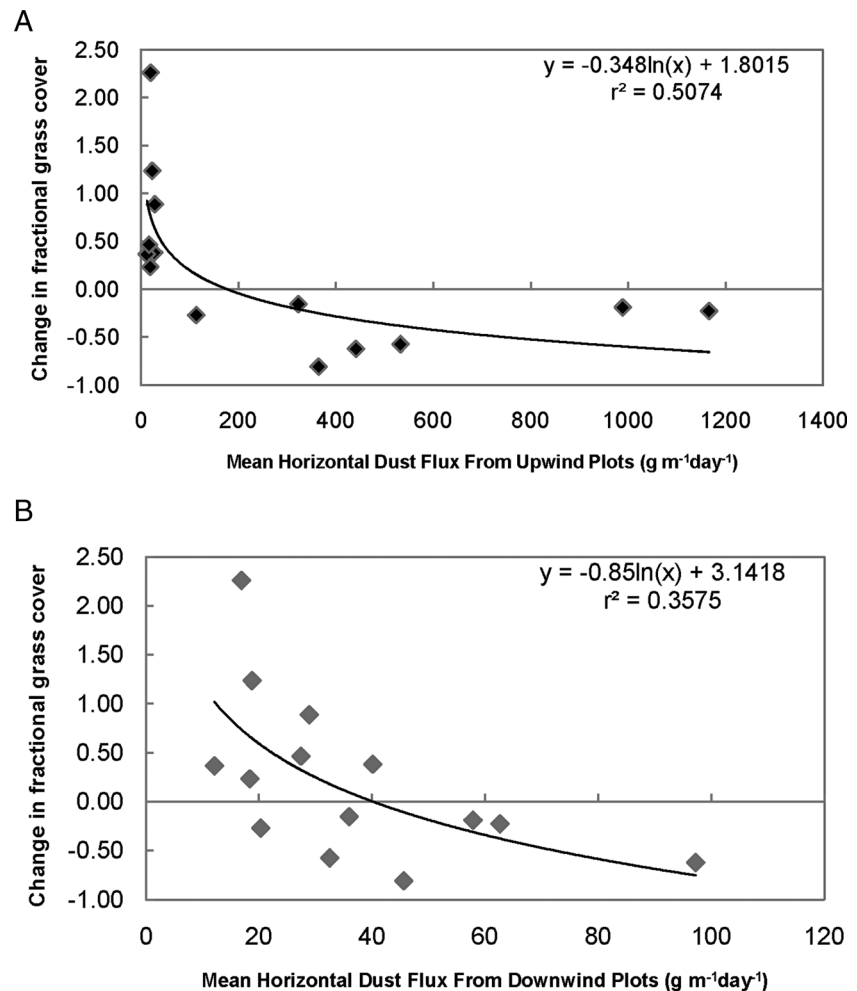 A
2.50
2.00
1.50
1.00
0.50
0.00
-0.50
-1.00
Change in fractional grass cover
y = -0.348ln(x) + 1.8015
r² = 0.5074
0 200 400 600 800 1000 1200 1400
Mean Horizontal Dust Flux From Upwind Plots (g m⁻¹day⁻¹)
B
2.50
2.00
1.50
1.00
0.50
0.00
-0.50
-1.00
Change in fractional grass cover
y = -0.85ln(x) + 3.1418
r² = 0.3575
0 20 40 60 80 100 120
Mean Horizontal Dust Flux From Downwind Plots (g m⁻¹day⁻¹)